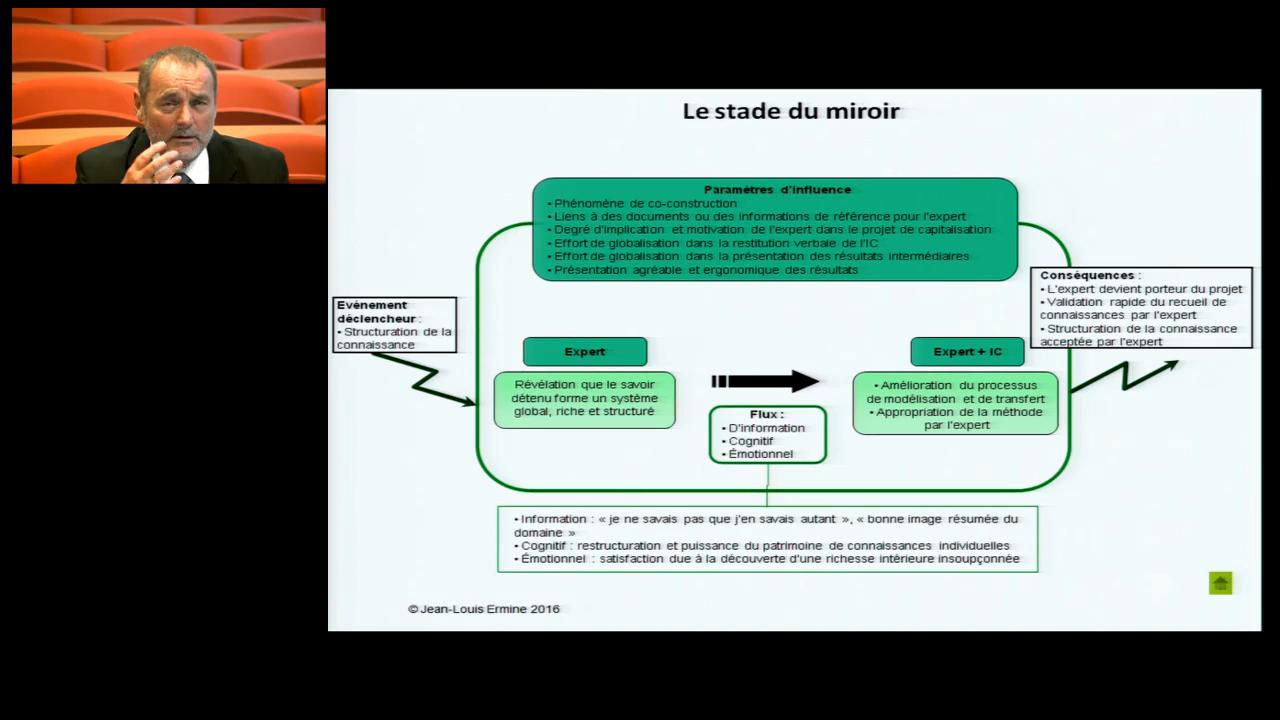 Le stade du miroir
Paramètres d'influence
• Phénomène de co-construction
• Liens à des documents ou des informations de référence pour l'expert
• Degré d'implication et motivation de l'expert dans le projet de capitalisation
• Effort de globalisation dans la restitution verbale de l'IC
• Effort de globalisation dans la présentation des résultats intermédiaires
• Présentation agréable et ergonomique des résultats
Evénement
déclencheur :
• Structuration de la
connaissance
Conséquences :
• L'expert devient porteur du projet
• Validation rapide du recueil de
connaissances par l'expert
• Structuration de la connaissance
acceptée par l'expert
Expert
Révélation que le savoir
détenu forme un système
global, riche et structuré
Flux :
• D'information
• Cognitif
• Émotionnel
Expert + IC
• Amélioration du processus
de modélisation et de transfert
• Appropriation de la méthode
par l'expert
• Information : « je ne savais pas que j'en savais autant », « bonne image résumée du
domaine »
• Cognitif : restructuration et puissance du patrimoine de connaissances individuelles
• Émotionnel : satisfaction due à la découverte d'une richesse intérieure insoupçonnée
© Jean-Louis Ermine 2016